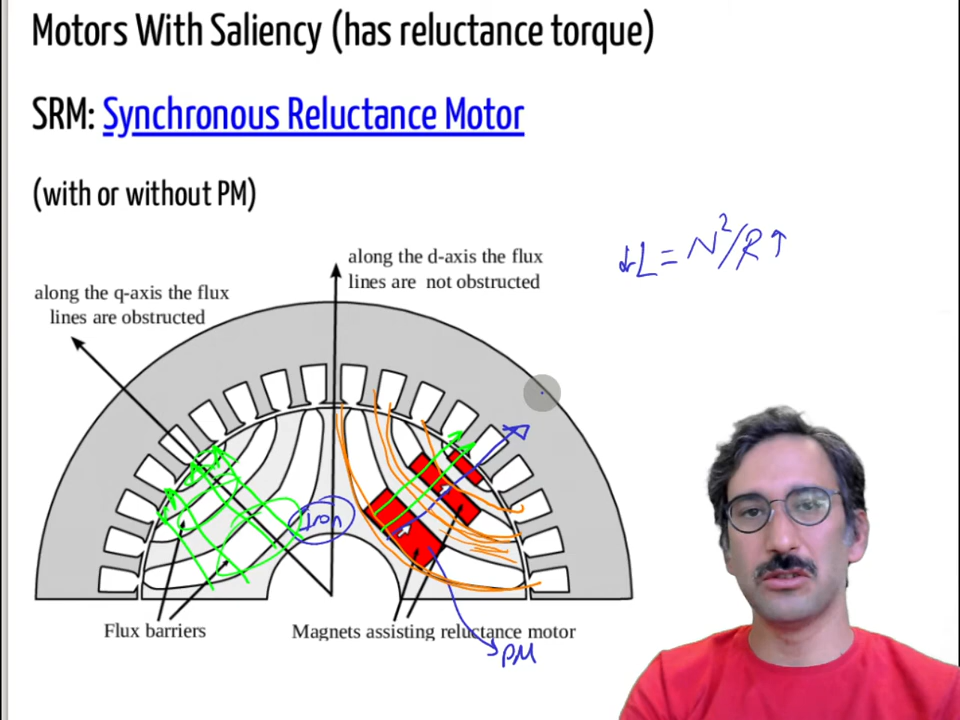 Motors With Saliency (has reluctance torque)
SRM: Synchronous Reluctance Motor
(with or without PM)
↓L = N²/R ↑
along the d-axis the flux
lines are not obstructed
along the q-axis the flux
lines are obstructed
Iron
Flux barriers
Magnets assisting reluctance motor
PM